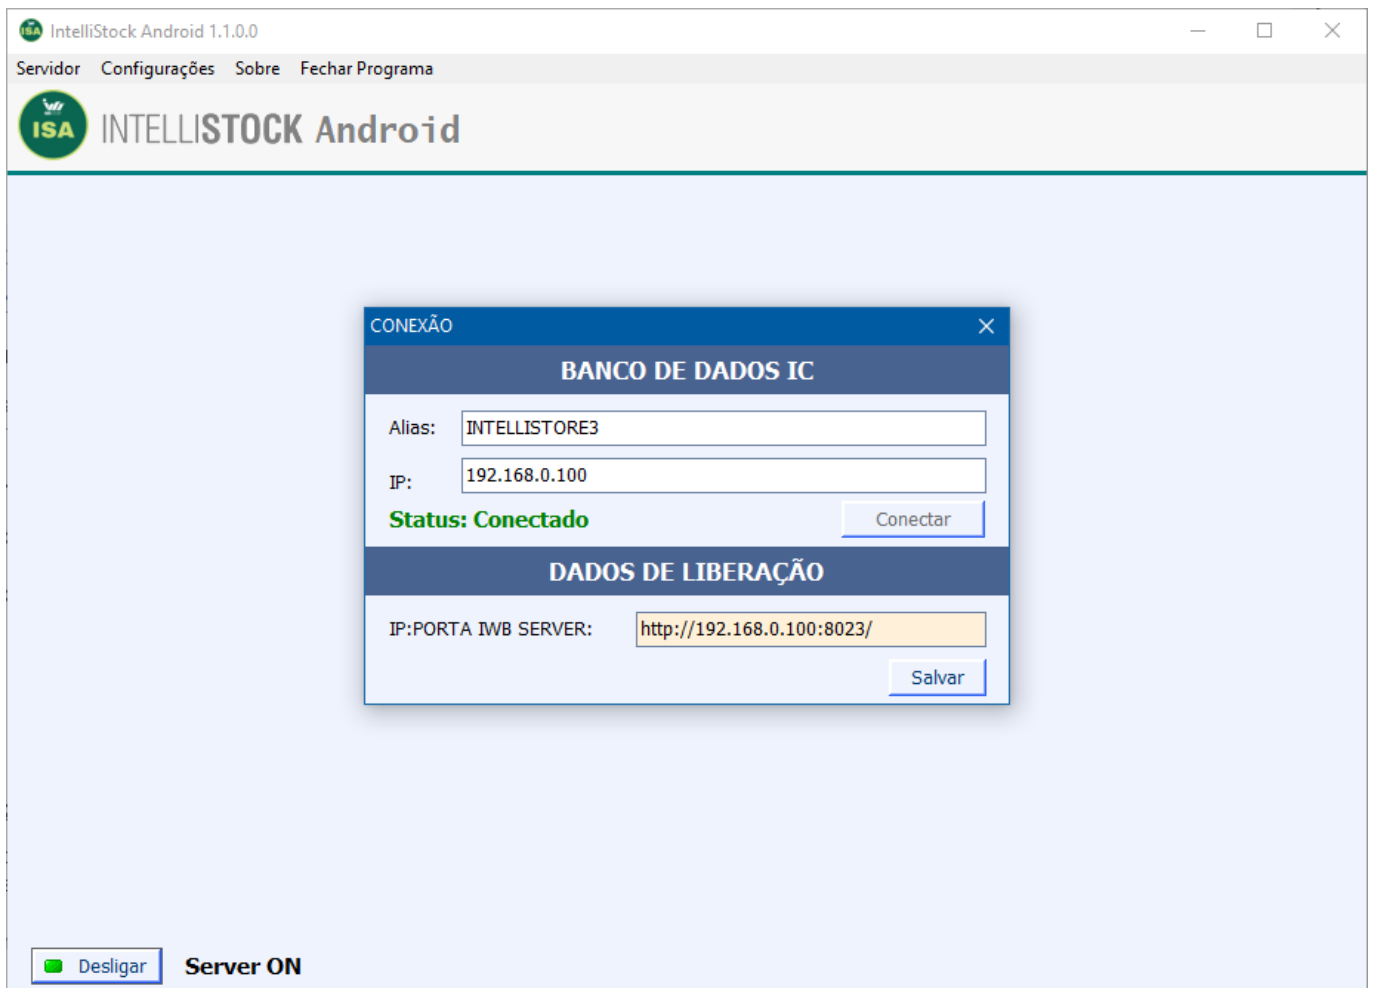 ISA IntelliStock Android 1.1.0.0
Servidor Configurações Sobre Fechar Programa
ISA INTELLISTOCK Android
CONEXÃO
BANCO DE DADOS IC
Alias: INTELLISTORE3
IP: 192.168.0.100
Status: Conectado Conectar
DADOS DE LIBERAÇÃO
IP:PORTA IWB SERVER: http://192.168.0.100:8023/
Salvar
Desligar Server ON